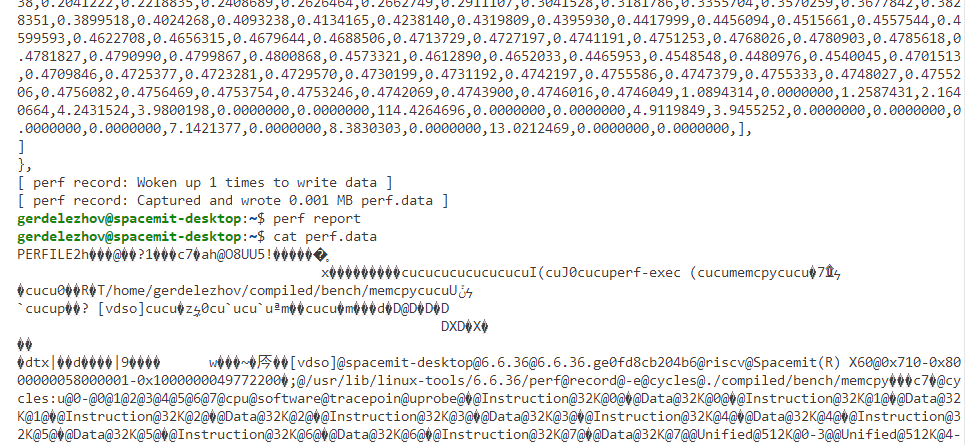 38,0.2041222,0.2218835,0.2408689,0.2626464,0.2662749,0.2911107,0.3041528,0.3181786,0.3355704,0.3570259,0.3677842,0.382
8351,0.3899518,0.4024268,0.4093238,0.4134165,0.4238140,0.4319809,0.4395930,0.4417999,0.4456094,0.4515661,0.4557544,0.4
599593,0.4622708,0.4656315,0.4679644,0.4688506,0.4713729,0.4727197,0.4741191,0.4751253,0.4768026,0.4780903,0.4785618,0
.4781827,0.4790990,0.4799867,0.4800868,0.4573321,0.4612890,0.4652033,0.4465953,0.4548548,0.4480976,0.4540045,0.4701513
,0.4709846,0.4725377,0.4723281,0.4729570,0.4730199,0.4731192,0.4742197,0.4755586,0.4747379,0.4755333,0.4748027,0.47552
06,0.4756082,0.4756469,0.4753754,0.4753246,0.4742069,0.4743900,0.4746016,0.4746049,1.0894314,0.0000000,1.2587431,2.164
0664,4.2431524,3.9800198,0.0000000,0.0000000,114.4264696,0.0000000,0.0000000,4.9119849,3.9455252,0.0000000,0.0000000,0
.0000000,0.0000000,7.1421377,0.0000000,8.3830303,0.0000000,13.0212469,0.0000000,0.0000000,],
]
},
[ perf record: Woken up 1 times to write data ]
[ perf record: Captured and wrote 0.001 MB perf.data ]
gerdelezhov@spacemit-desktop:~$ perf report
gerdelezhov@spacemit-desktop:~$ cat perf.data
PERFILE2h���@��?1���c7�ah@O8UU5!�����
x��������cucucucucucucucuI(cuJ0cucuperf-exec (cucumemcpycucu�
�cucu0��R�T/home/gerdelezhov/compiled/bench/memcpycucuU
`cucup��? [vdso]cucu�z 0cu`ucu`uªm��cucu�m���d�D@D�D�D
DXD�X�
��
�dtx|��d����|9���� w���~� ��[vdso]@spacemit-desktop@6.6.36@6.6.36.ge0fd8cb204b6@riscv@Spacemit(R) X60@0x710-0x80
00000058000001-0x1000000049772200�;@/usr/lib/linux-tools/6.6.36/perf@record@-e@cycles@./compiled/bench/memcpy���c7�@cy
cles:u@0-@0@1@2@3@4@5@6@7@cpu@software@tracepoin@uprobe@�@Instruction@32K@0�@�@Data@32K@0�@�@Instruction@32K@1�@�@Data@32
K@1�@�@Instruction@32K@2�@�@Data@32K@2�@�@Instruction@32K@3�@�@Data@32K@3�@�@Instruction@32K@4�@�@Data@32K@4�@�@Instructio
n@32K@5�@�Data@32K@5�@�@Instruction@32K@6�@�@Data@32K@6�@�@Instruction@32K@7�@�@Data@32K@7�@@Unified@512K@0-3�@@Unified@512K@4-